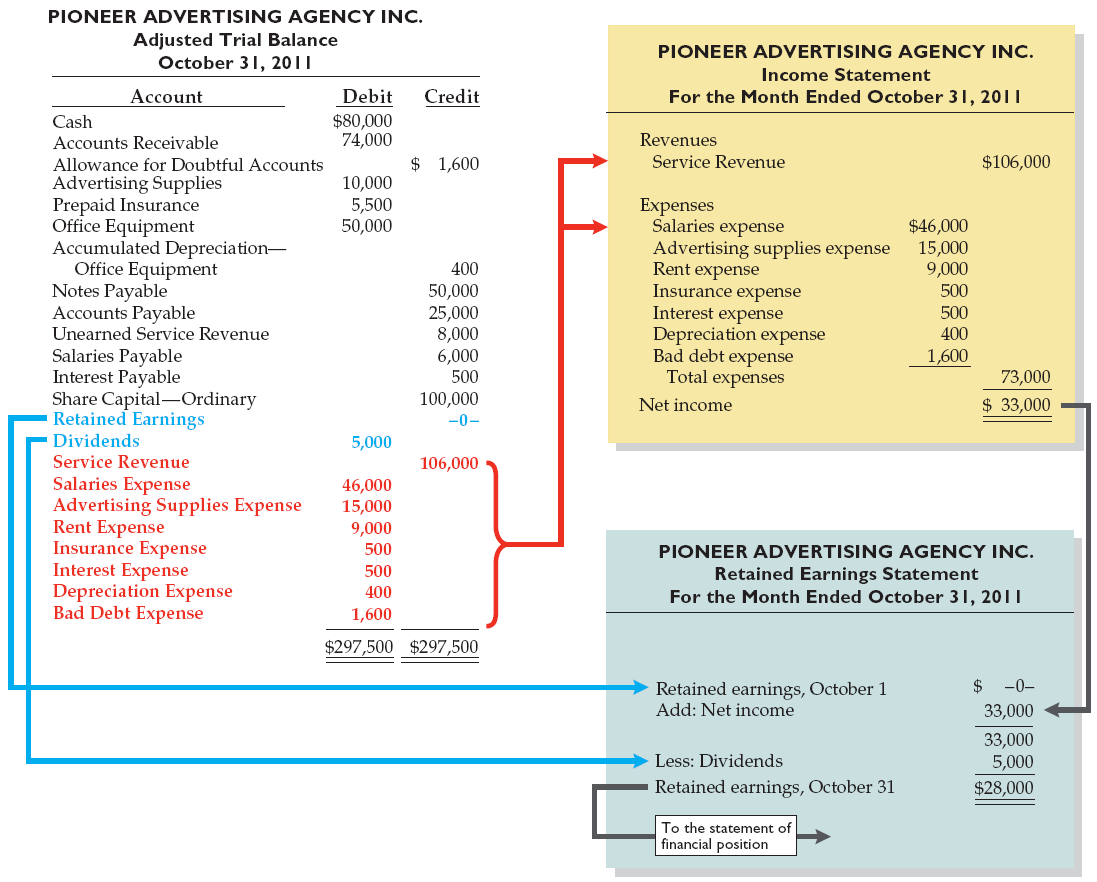 PIONEER ADVERTISING AGENCY INC.
Adjusted Trial Balance
October 31, 2011
Account Debit Credit
Cash $80,000
Accounts Receivable 74,000
Allowance for Doubtful Accounts $ 1,600
Advertising Supplies 10,000
Prepaid Insurance 5,500
Office Equipment 50,000
Accumulated Depreciation—
Office Equipment 400
Notes Payable 50,000
Accounts Payable 25,000
Unearned Service Revenue 8,000
Salaries Payable 6,000
Interest Payable 500
Share Capital—Ordinary 100,000
Retained Earnings –0–
Dividends 5,000
Service Revenue 106,000
Salaries Expense 46,000
Advertising Supplies Expense 15,000
Rent Expense 9,000
Insurance Expense 500
Interest Expense 500
Depreciation Expense 400
Bad Debt Expense 1,600
$297,500 $297,500
PIONEER ADVERTISING AGENCY INC.
Income Statement
For the Month Ended October 31, 2011
Revenues
Service Revenue $106,000
Expenses
Salaries expense $46,000
Advertising supplies expense 15,000
Rent expense 9,000
Insurance expense 500
Interest expense 500
Depreciation expense 400
Bad debt expense 1,600
Total expenses 73,000
Net income $ 33,000
PIONEER ADVERTISING AGENCY INC.
Retained Earnings Statement
For the Month Ended October 31, 2011
Retained earnings, October 1 $ –0–
Add: Net income 33,000
33,000
Less: Dividends 5,000
Retained earnings, October 31 $28,000
To the statement of
financial position